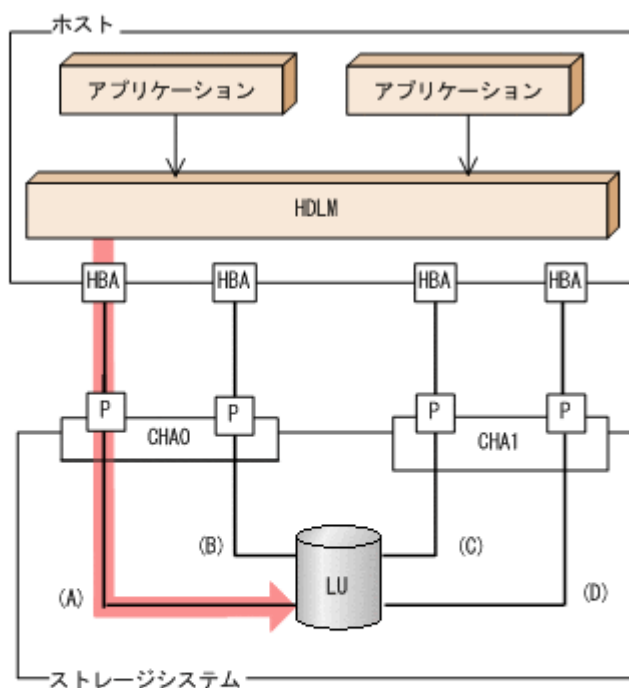 ホスト
アプリケーション
アプリケーション
HDLM
HBA
HBA
HBA
HBA
P
P
P
P
CHA0
CHA1
(B)
(C)
(A)
LU
(D)
ストレージシステム